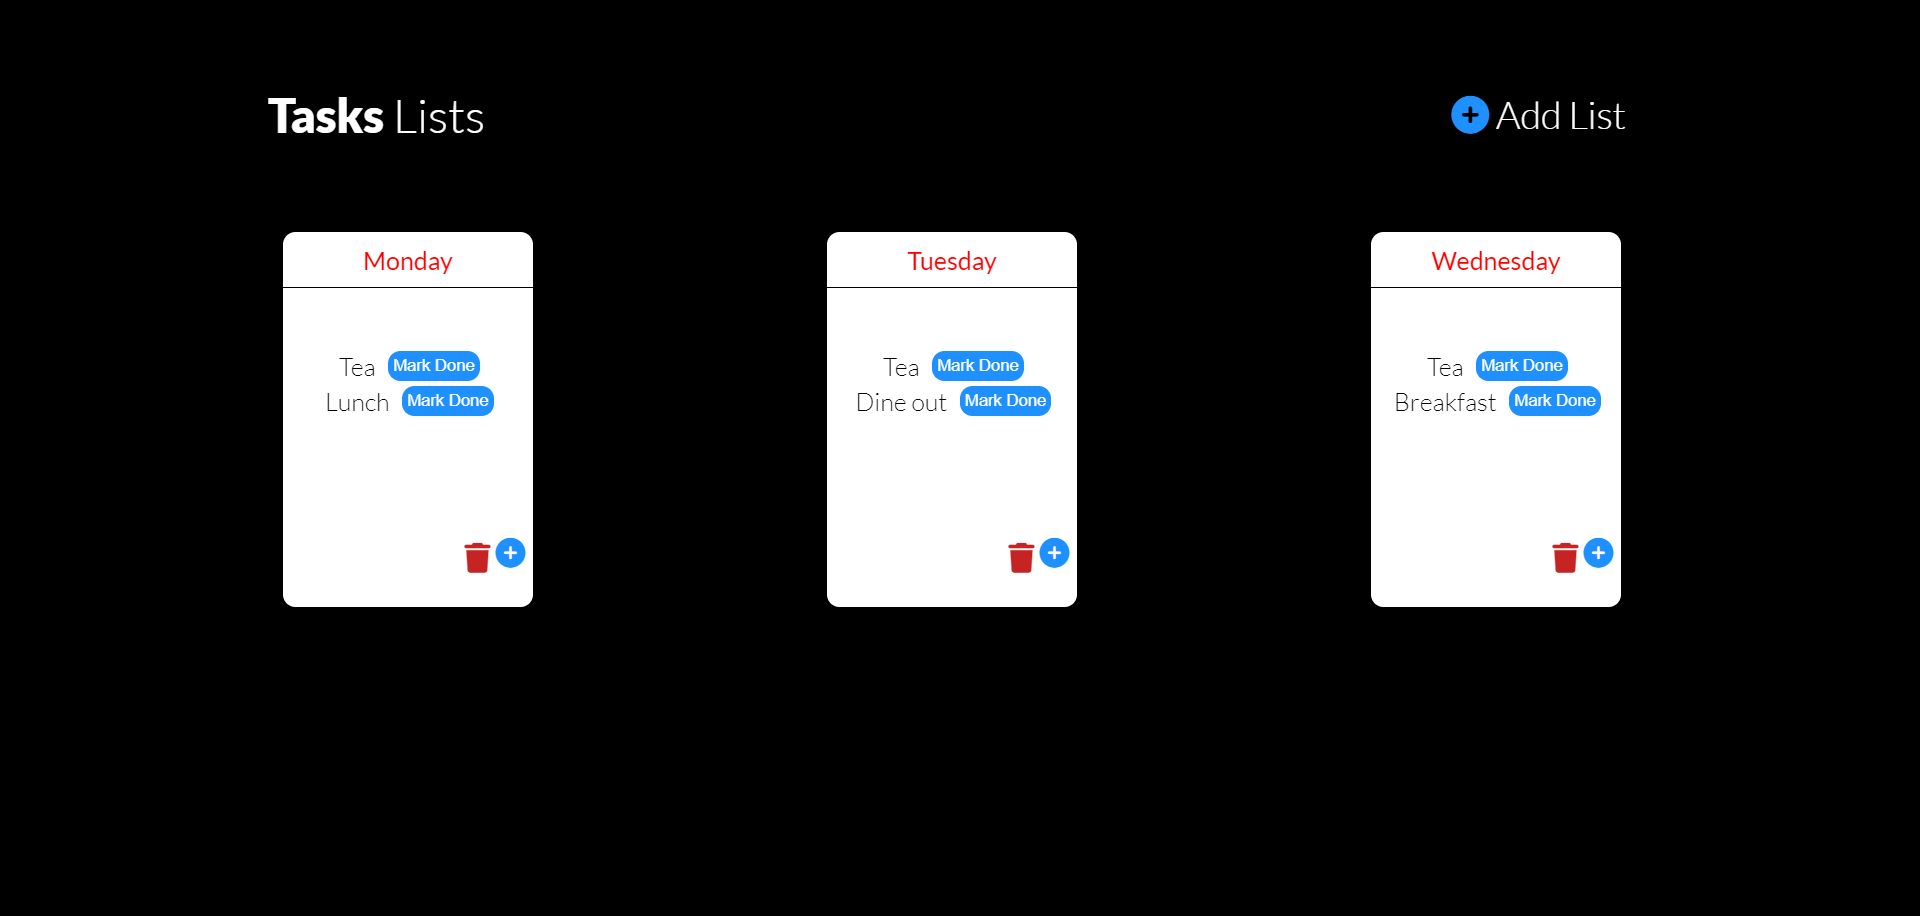 Tasks Lists
Add List
Monday
Tea Mark Done
Lunch Mark Done
Tuesday
Tea Mark Done
Dine out Mark Done
Wednesday
Tea Mark Done
Breakfast Mark Done